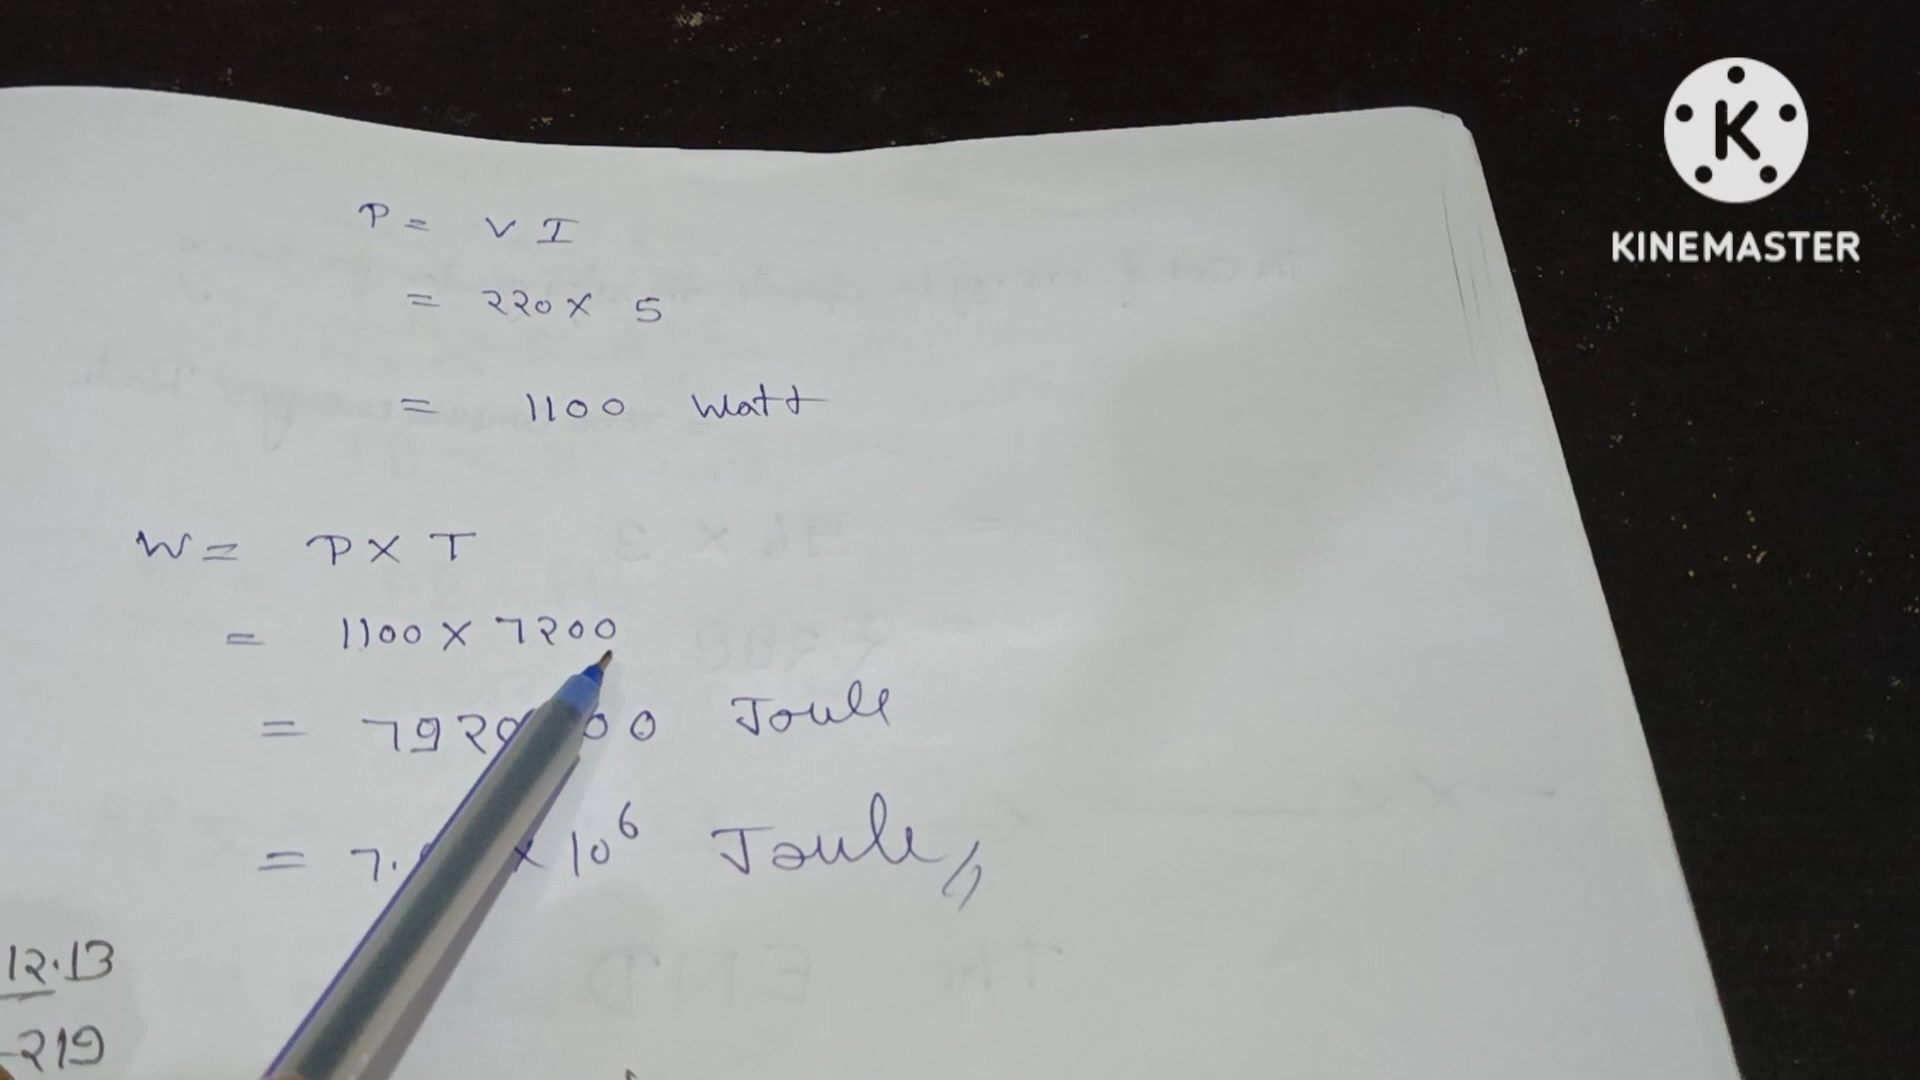 P = V I
= 220 × 5
= 1100 Watt
W = P × T
= 1100 × 7200
= Joule
= × 10⁶ Joule
12.13
-219
K
KINEMASTER